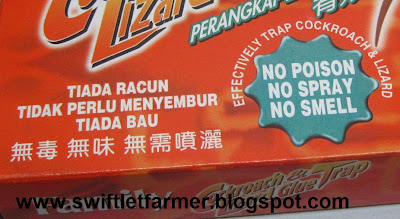 Lizard
PERANGKAP
EFFECTIVELY TRAP COCKROACH & LIZARD
NO POISON
NO SPRAY
NO SMELL
TIADA RACUN
TIDAK PERLU MENYEMBUR
TIADA BAU
無毒 無味 無需噴灑
Cockroach &
Glue Trap
www.swiftletfarmer.blogspot.com